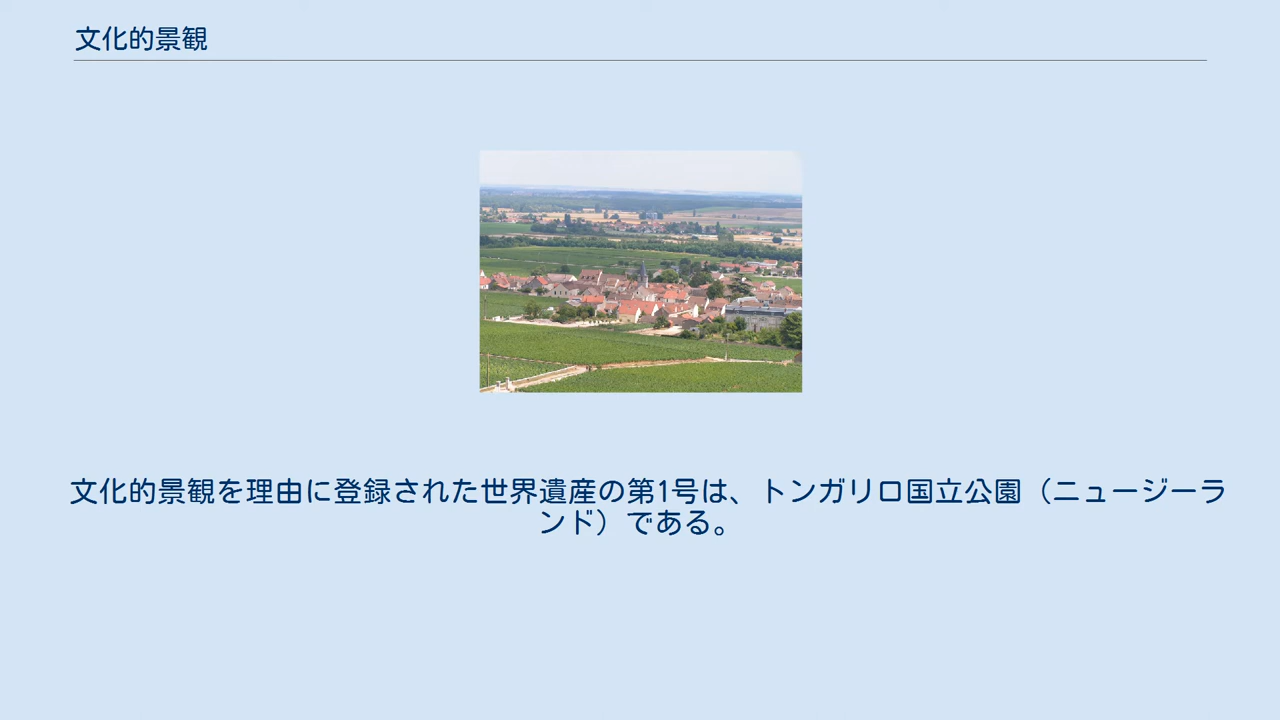 文化的景観
文化的景観を理由に登録された世界遺産の第1号は、トンガリロ国立公園（ニュージーラ
ンド）である。